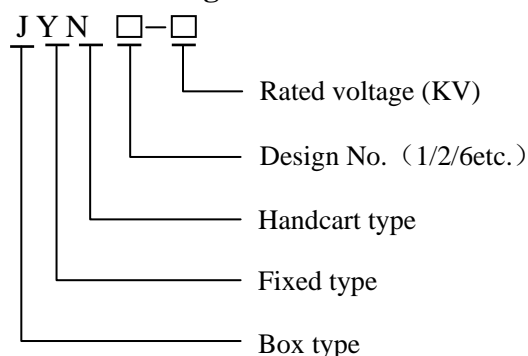 J Y N □－□
Rated voltage (KV)
Design No.（1/2/6etc.）
Handcart type
Fixed type
Box type